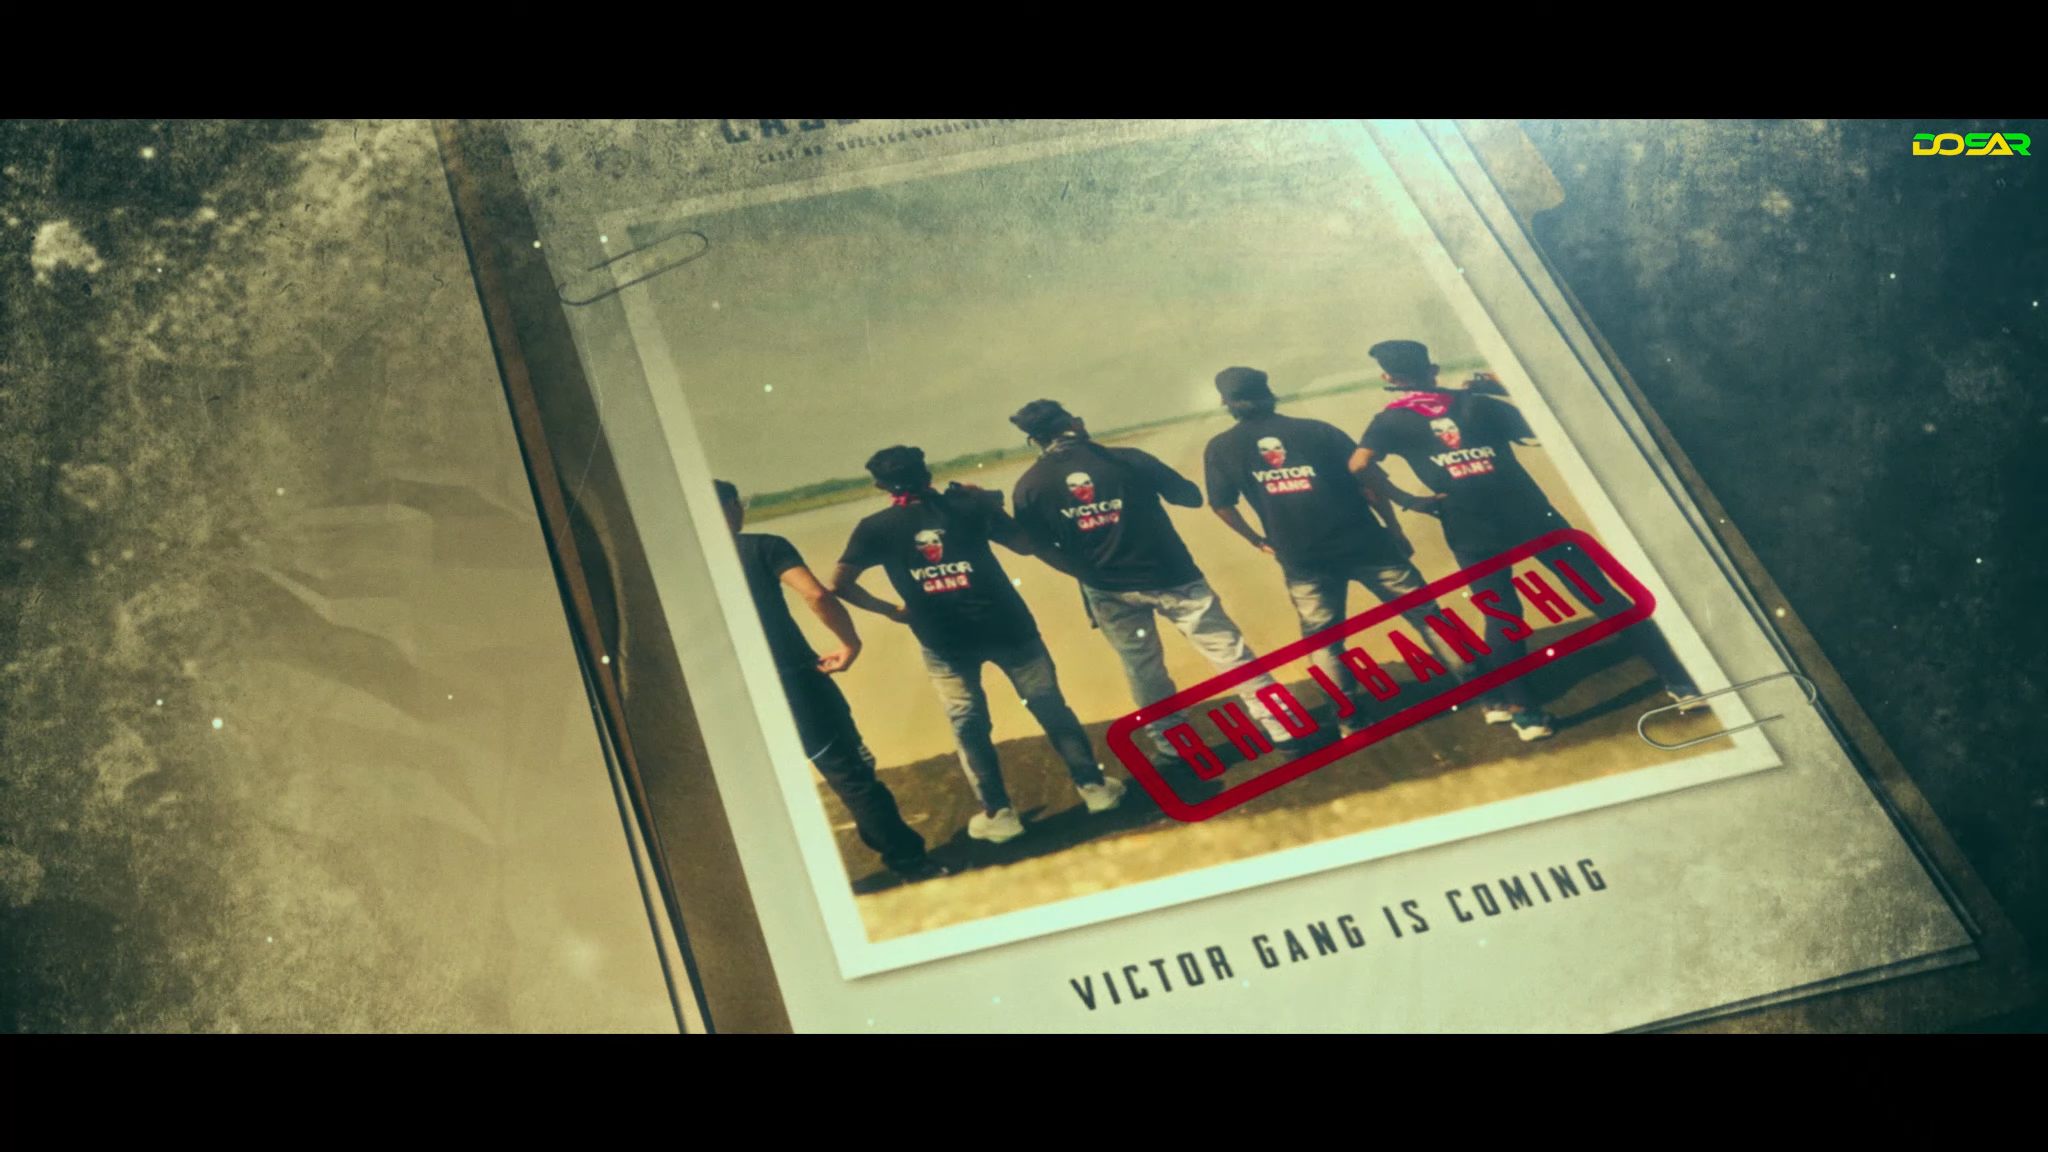 DOSAR
VICTOR
GANG
VICTOR
GANG
VICTOR
GANG
VICTOR
GANG
BHOJBANSHI
VICTOR GANG IS COMING